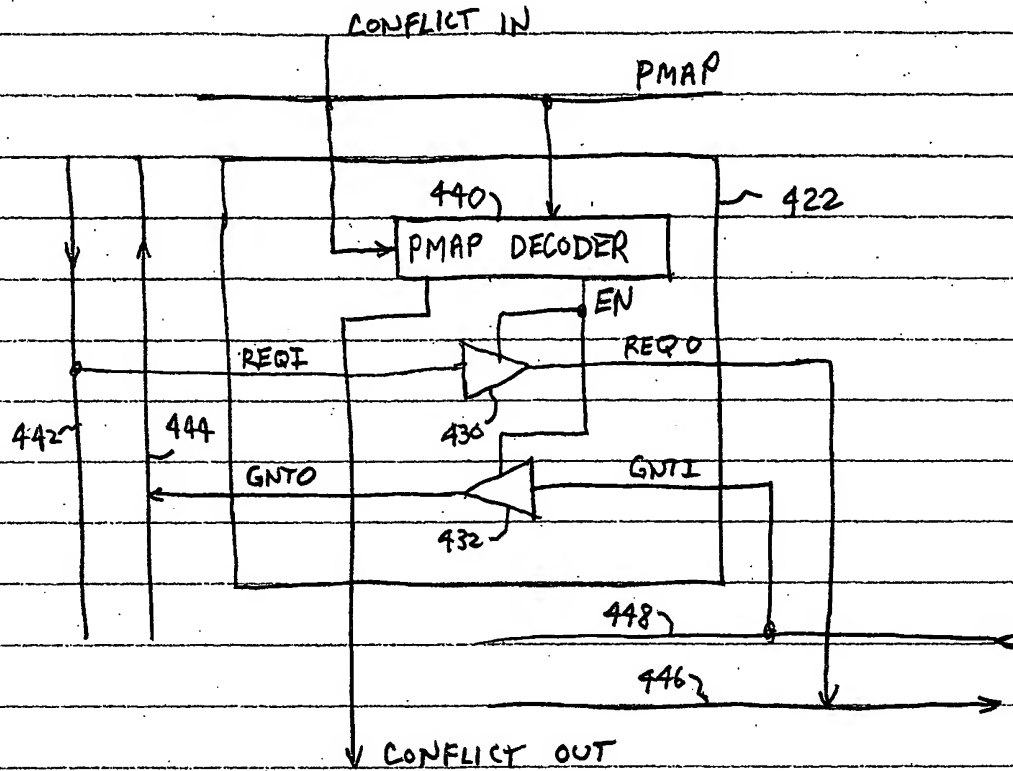 CONFLICT IN
PMAP
440
422
PMAP DECODER
EN
REQI
REQO
442
444
430
GNTO
GNTI
432
448
446
CONFLICT OUT